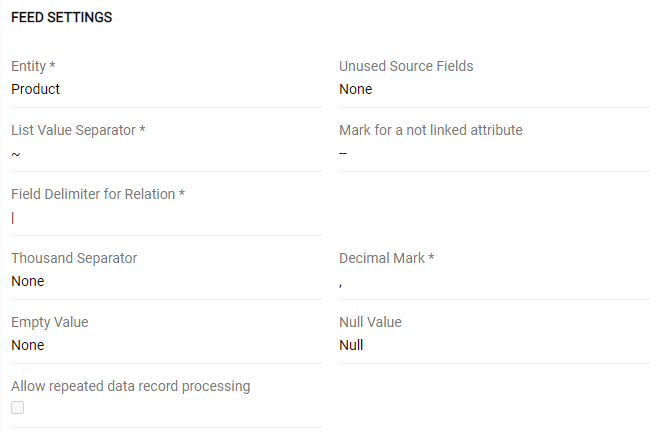 FEED SETTINGS
Entity * Unused Source Fields
Product None
List Value Separator * Mark for a not linked attribute
~ --
Field Delimiter for Relation *
|
Thousand Separator Decimal Mark *
None ,
Empty Value Null Value
None Null
Allow repeated data record processing